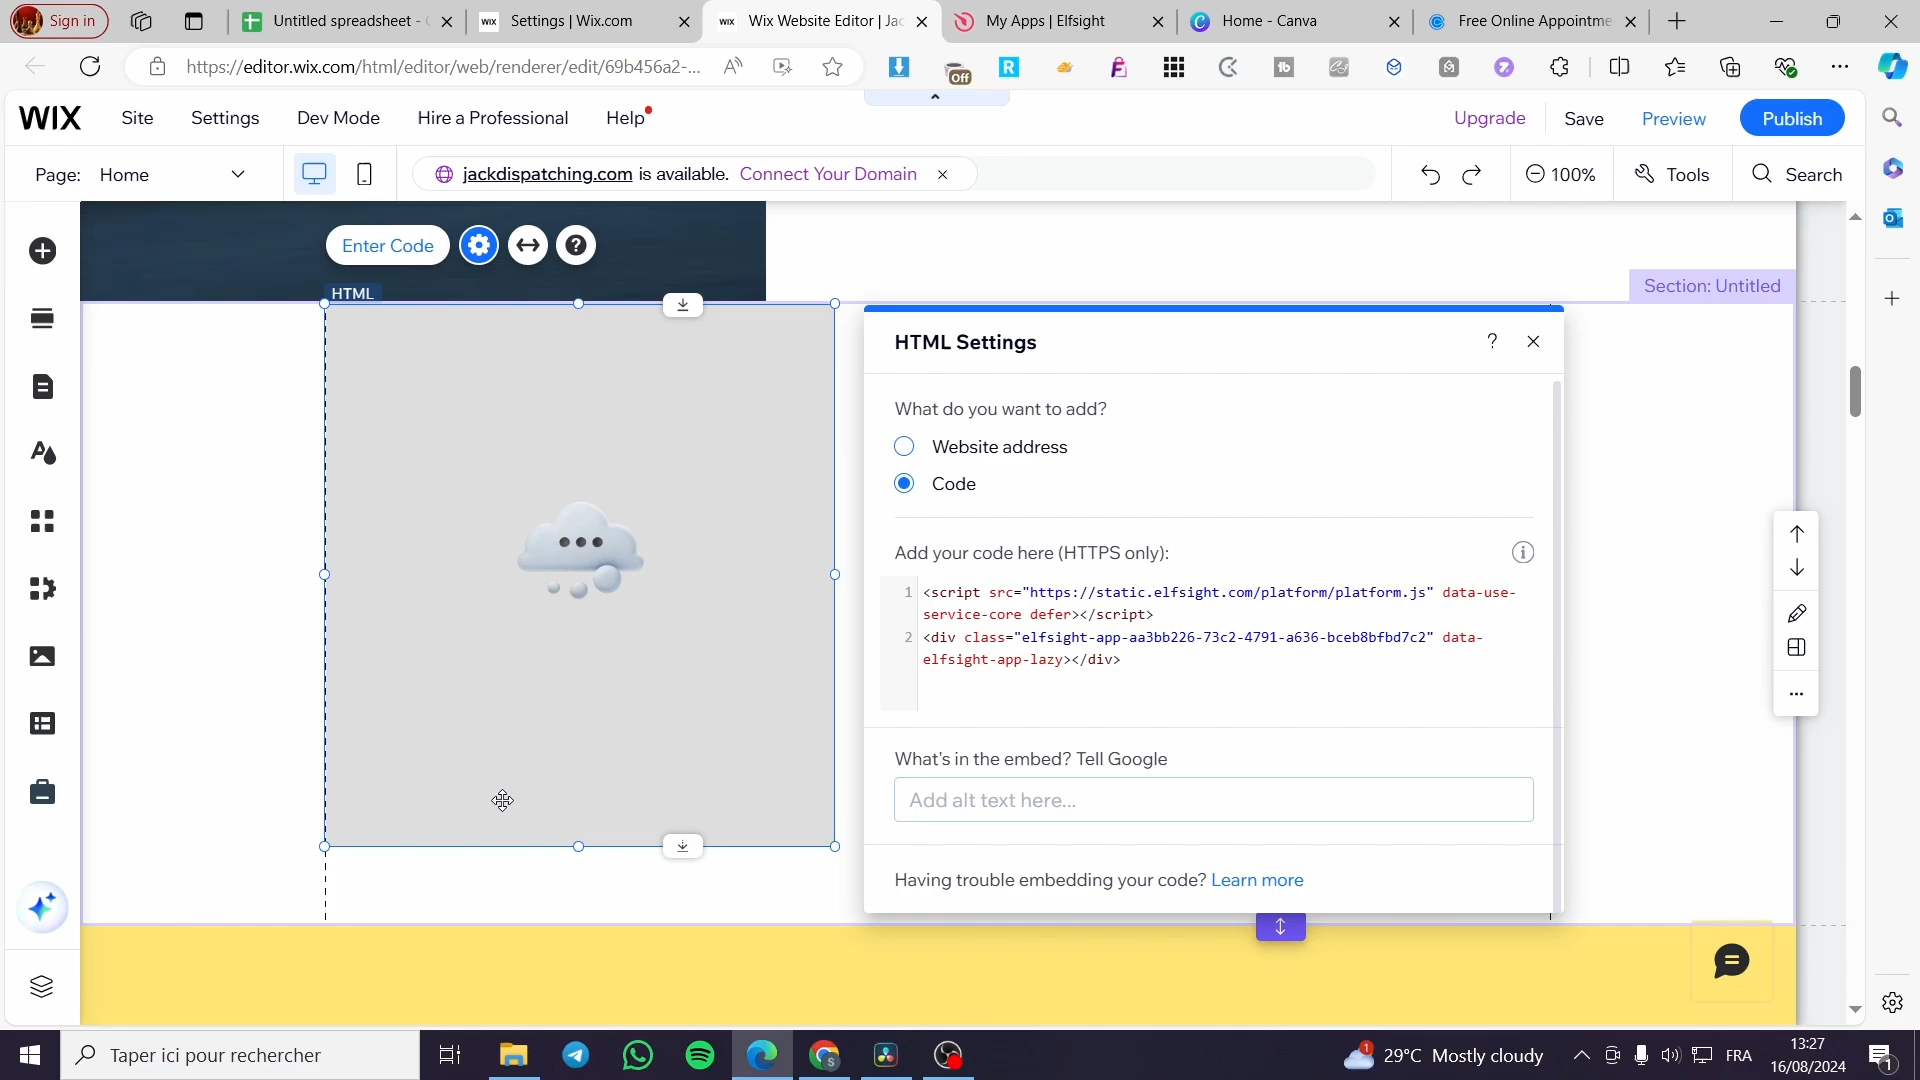 Sign in
Untitled spreadsheet - G
Settings | Wix.com
Wix Website Editor | Jac
My Apps | Elfsight
Home - Canva
Free Online Appointme
https://editor.wix.com/html/editor/web/renderer/edit/69b456a2-...
Off
WIX
Site
Settings
Dev Mode
Hire a Professional
Help
Upgrade
Save
Preview
Publish
Page: Home
jackdispatching.com is available. Connect Your Domain
100%
Tools
Search
Enter Code
HTML
Section: Untitled
HTML Settings
What do you want to add?
Website address
Code
Add your code here (HTTPS only):
1 <script src="https://static.elfsight.com/platform/platform.js" data-use-
service-core defer></script>
2 <div class="elfsight-app-aa3bb226-73c2-4791-a636-bceb8bfbd7c2" data-
elfsight-app-lazy></div>
What's in the embed? Tell Google
Add alt text here...
Having trouble embedding your code? Learn more
Taper ici pour rechercher
1
29°C Mostly cloudy
FRA
13:27
16/08/2024
1